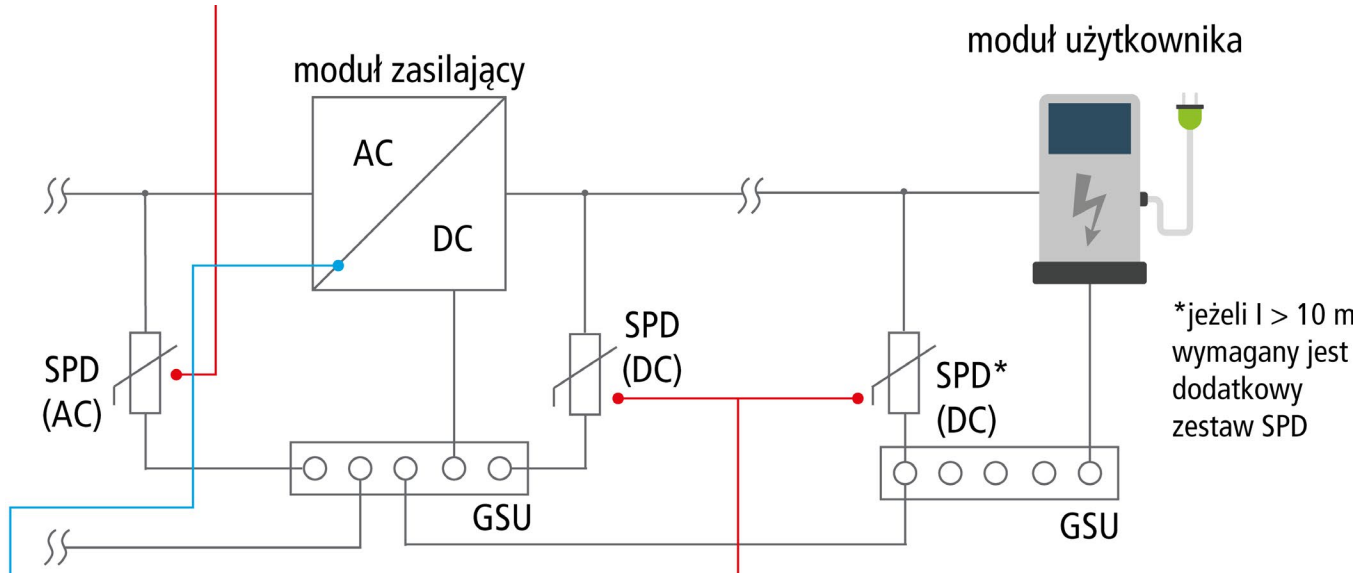 moduł użytkownika
moduł zasilający
AC
DC
SPD
(AC)
SPD
(DC)
SPD*
(DC)
*jeżeli l > 10 m
wymagany jest
dodatkowy
zestaw SPD
GSU
GSU